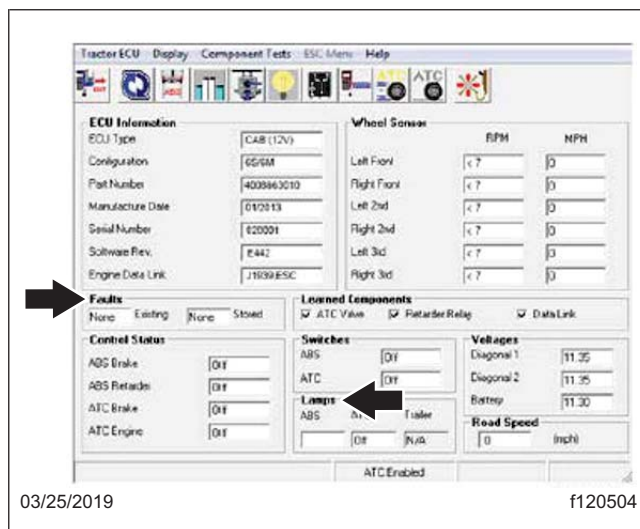 Tractor ECU Display Component Tests ESC Menu Help
ABS ATC ATC
ECU Information
ECU Type CAB (12V)
Configuration 6S/6M
Part Number 4008663010
Manufacture Date 01/2013
Serial Number 020001
Software Rev. E442
Engine Data Link J1939,ESC
Wheel Sensor
RPM MPH
Left Front < 7 0
Right Front < 7 0
Left 2nd < 7 0
Right 2nd < 7 0
Left 3rd < 7 0
Right 3rd < 7 0
Faults
None Existing None Stored
Learned Components
ATC Valve Retarder Relay Data Link
Control Status
ABS Brake Off
ABS Retarder Off
ATC Brake Off
ATC Engine Off
Switches
ABS Off
ATC Off
Lamps
ABS Trailer
Off N/A
Voltages
Diagonal 1 11.35
Diagonal 2 11.35
Battery 11.30
Road Speed
0 (mph)
ATC Enabled
03/25/2019 f120504